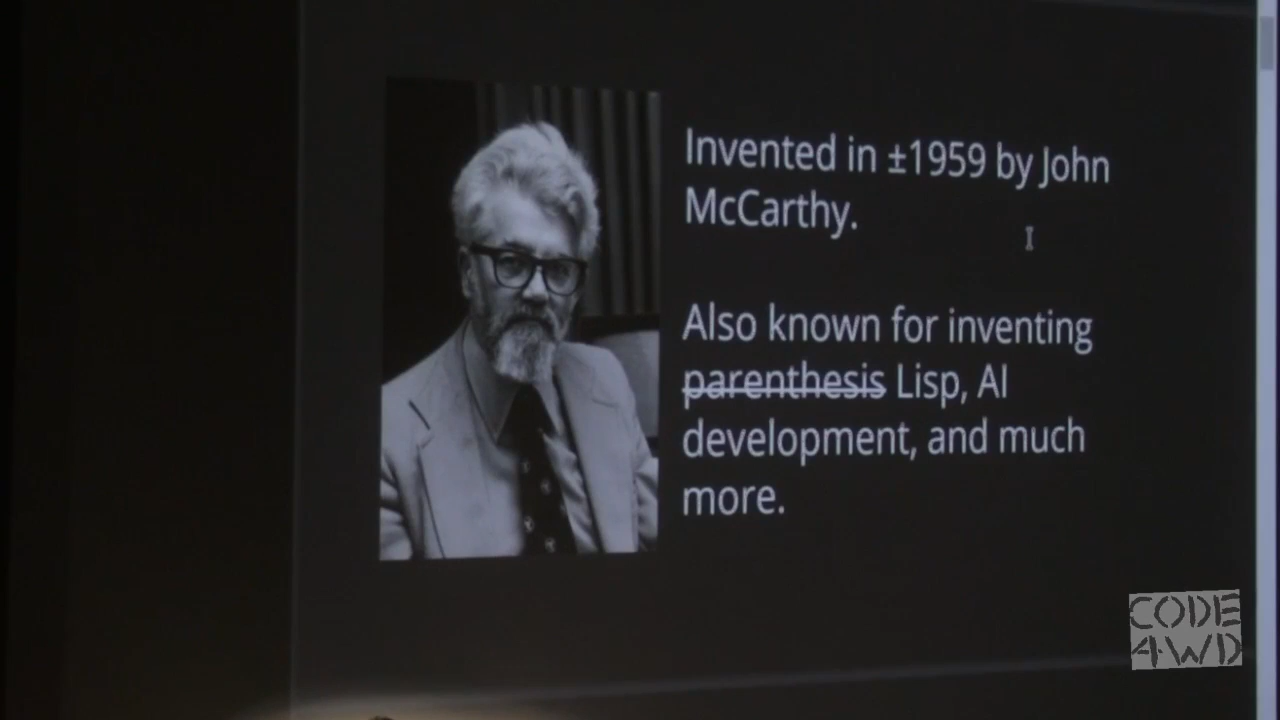 Invented in ±1959 by John
McCarthy.
Also known for inventing
parenthesis Lisp, AI
development, and much
more.
CODE
4WD